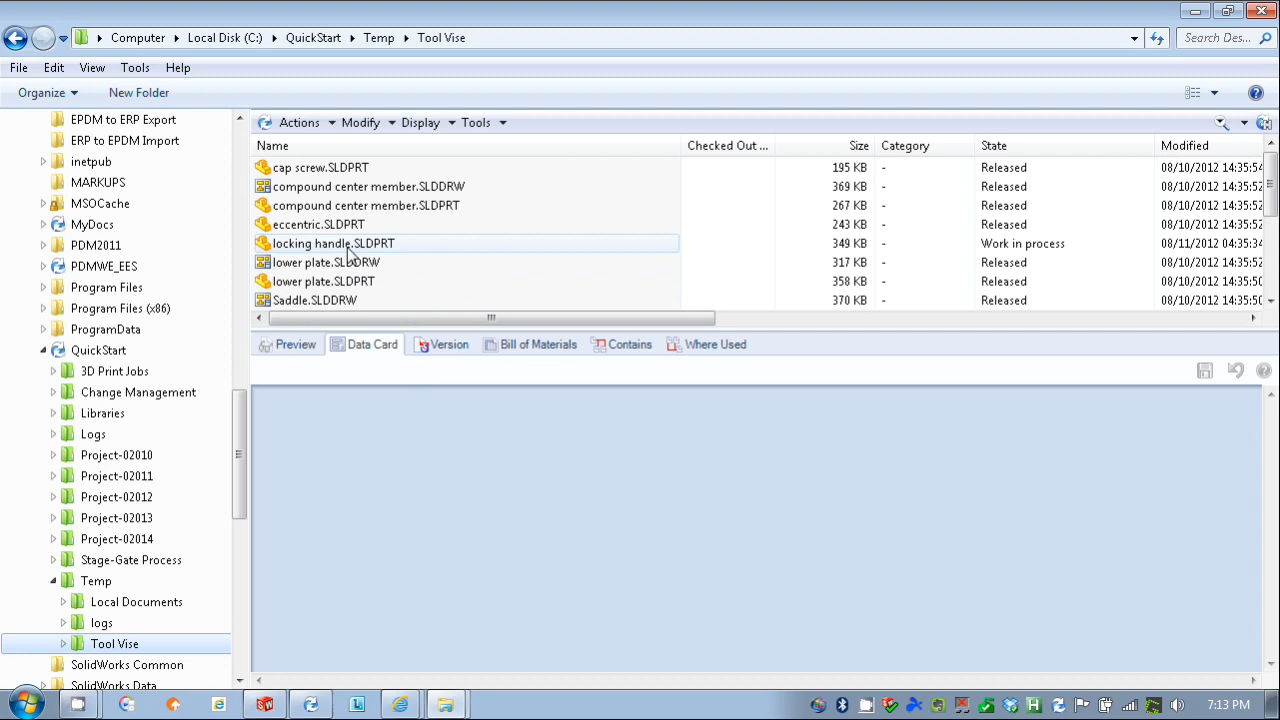 Computer Local Disk (C:) QuickStart Temp Tool Vise Search Des...
File Edit View Tools Help
Organize New Folder
EPDM to ERP Export
ERP to EPDM Import
inetpub
MARKUPS
MSOCache
MyDocs
PDM2011
PDMWE_EES
Program Files
Program Files (x86)
ProgramData
QuickStart
3D Print Jobs
Change Management
Libraries
Logs
Project-02010
Project-02011
Project-02012
Project-02013
Project-02014
Stage-Gate Process
Temp
Local Documents
logs
Tool Vise
SolidWorks Common
SolidWorks Data
Actions Modify Display Tools
Name Checked Out ... Size Category State Modified
cap screw.SLDPRT 195 KB - Released 08/10/2012 14:35:54
compound center member.SLDDRW 369 KB - Released 08/10/2012 14:35:52
compound center member.SLDPRT 267 KB - Released 08/10/2012 14:35:52
eccentric.SLDPRT 243 KB - Released 08/10/2012 14:35:52
locking handle.SLDPRT 349 KB - Work in process 08/11/2012 04:35:34
lower plate.SLDDRW 317 KB - Released 08/10/2012 14:35:52
lower plate.SLDPRT 358 KB - Released 08/10/2012 14:35:50
Saddle.SLDDRW 370 KB - Released 08/10/2012 14:35:50
Preview Data Card Version Bill of Materials Contains Where Used
7:13 PM